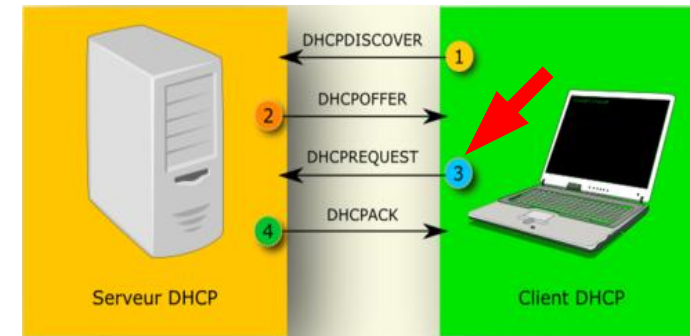 DHCPDISCOVER
1
DHCPOFFER
2
DHCPREQUEST
3
DHCPACK
4
Serveur DHCP
Client DHCP